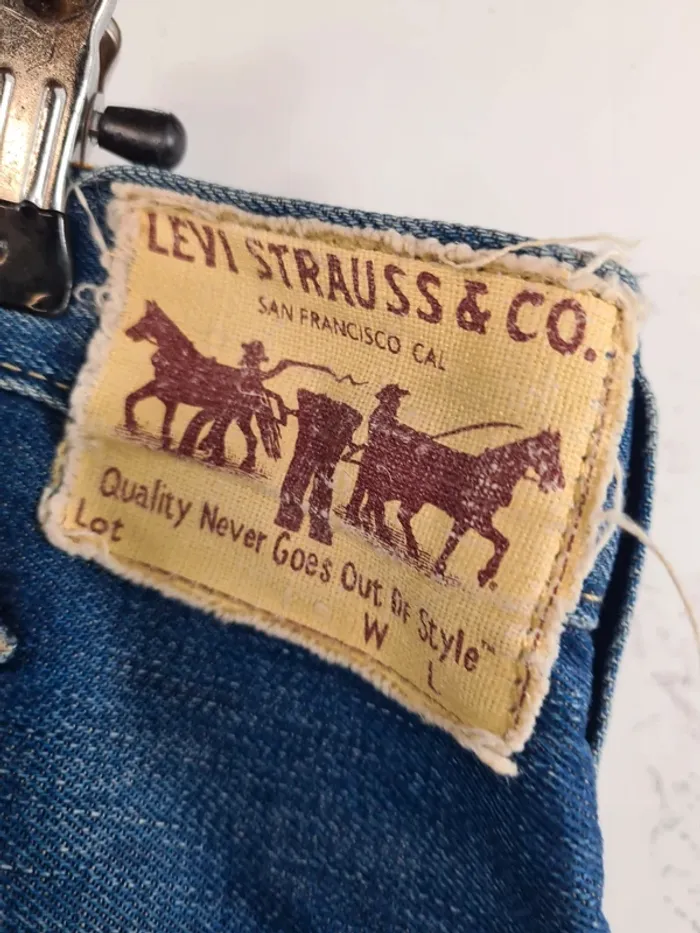 LEVI STRAUSS & CO.
SAN FRANCISCO CAL
Quality Never Goes Out Of Style™
Lot W L